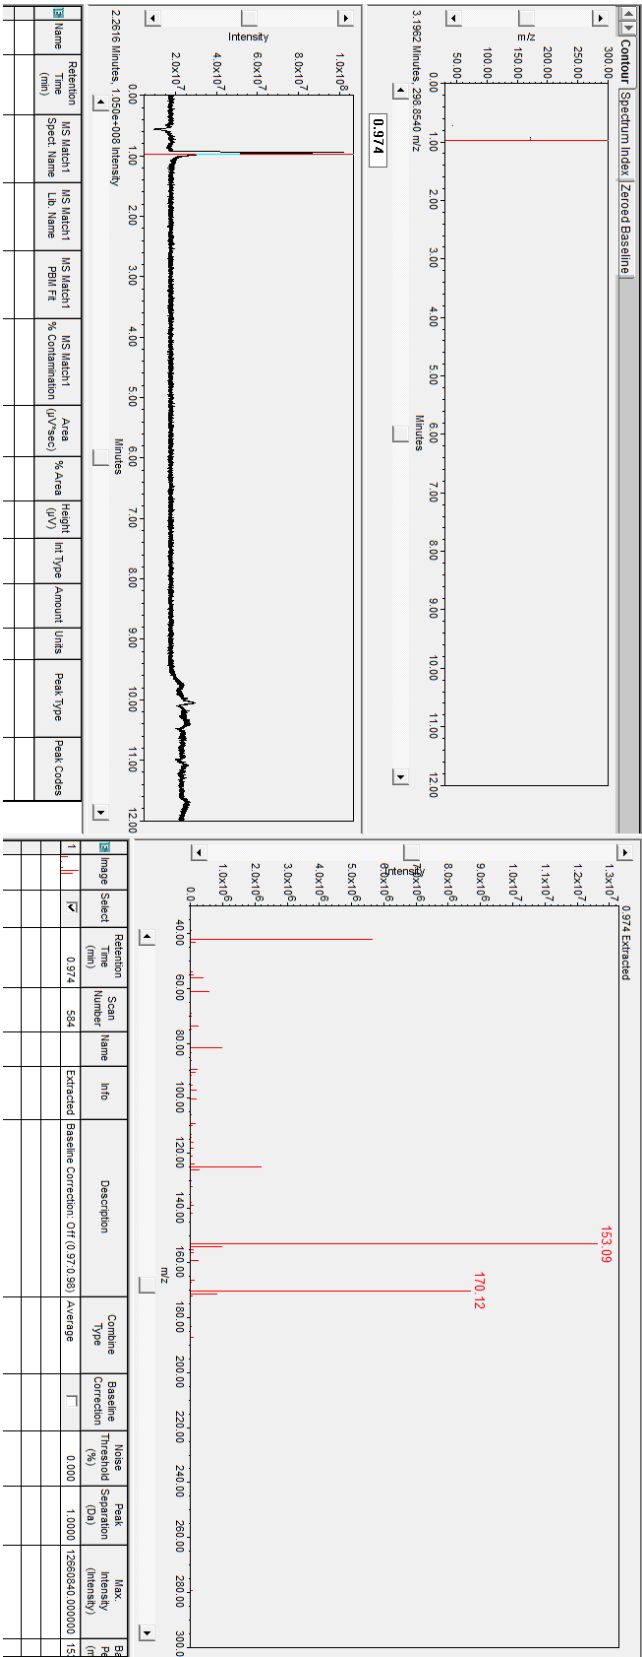 Contour Spectrum Index Zeroed Baseline
m/z
300.00
250.00
200.00
150.00
100.00
50.00
0.00 1.00 2.00 3.00 4.00 5.00 6.00 7.00 8.00 9.00 10.00 11.00 12.00
Minutes
3.1962 Minutes, 298.8540 m/z
0.974
Intensity
1.0x10⁸
8.0x10⁷
6.0x10⁷
4.0x10⁷
2.0x10⁷
0.00 1.00 2.00 3.00 4.00 5.00 6.00 7.00 8.00 9.00 10.00 11.00 12.00
Minutes
2.2616 Minutes, 1.050e+008 Intensity
Name Retention Time (min) MS Match1 Spect. Name MS Match1 Lib. Name MS Match1 PBM Fit MS Match1 % Contamination Area (µV*sec) % Area Height (µV) Int Type Amount Units Peak Type Peak Codes
0.974 Extracted
Intensity
1.3x10⁷
1.2x10⁷
1.1x10⁷
1.0x10⁷
9.0x10⁶
8.0x10⁶
7.0x10⁶
6.0x10⁶
5.0x10⁶
4.0x10⁶
3.0x10⁶
2.0x10⁶
1.0x10⁶
0.0
153.09
170.12
40.00 60.00 80.00 100.00 120.00 140.00 160.00 180.00 200.00 220.00 240.00 260.00 280.00 300.0
m/z
Image Select Retention Time (min) Scan Number Name Info Description Combine Type Baseline Correction Noise Threshold (%) Peak Separation (Da) Max. Intensity (Intensity)
1 0.974 584 Extracted Baseline Correction: Off (0.97:0.98) Average 0.000 1.0000 12660840.000000